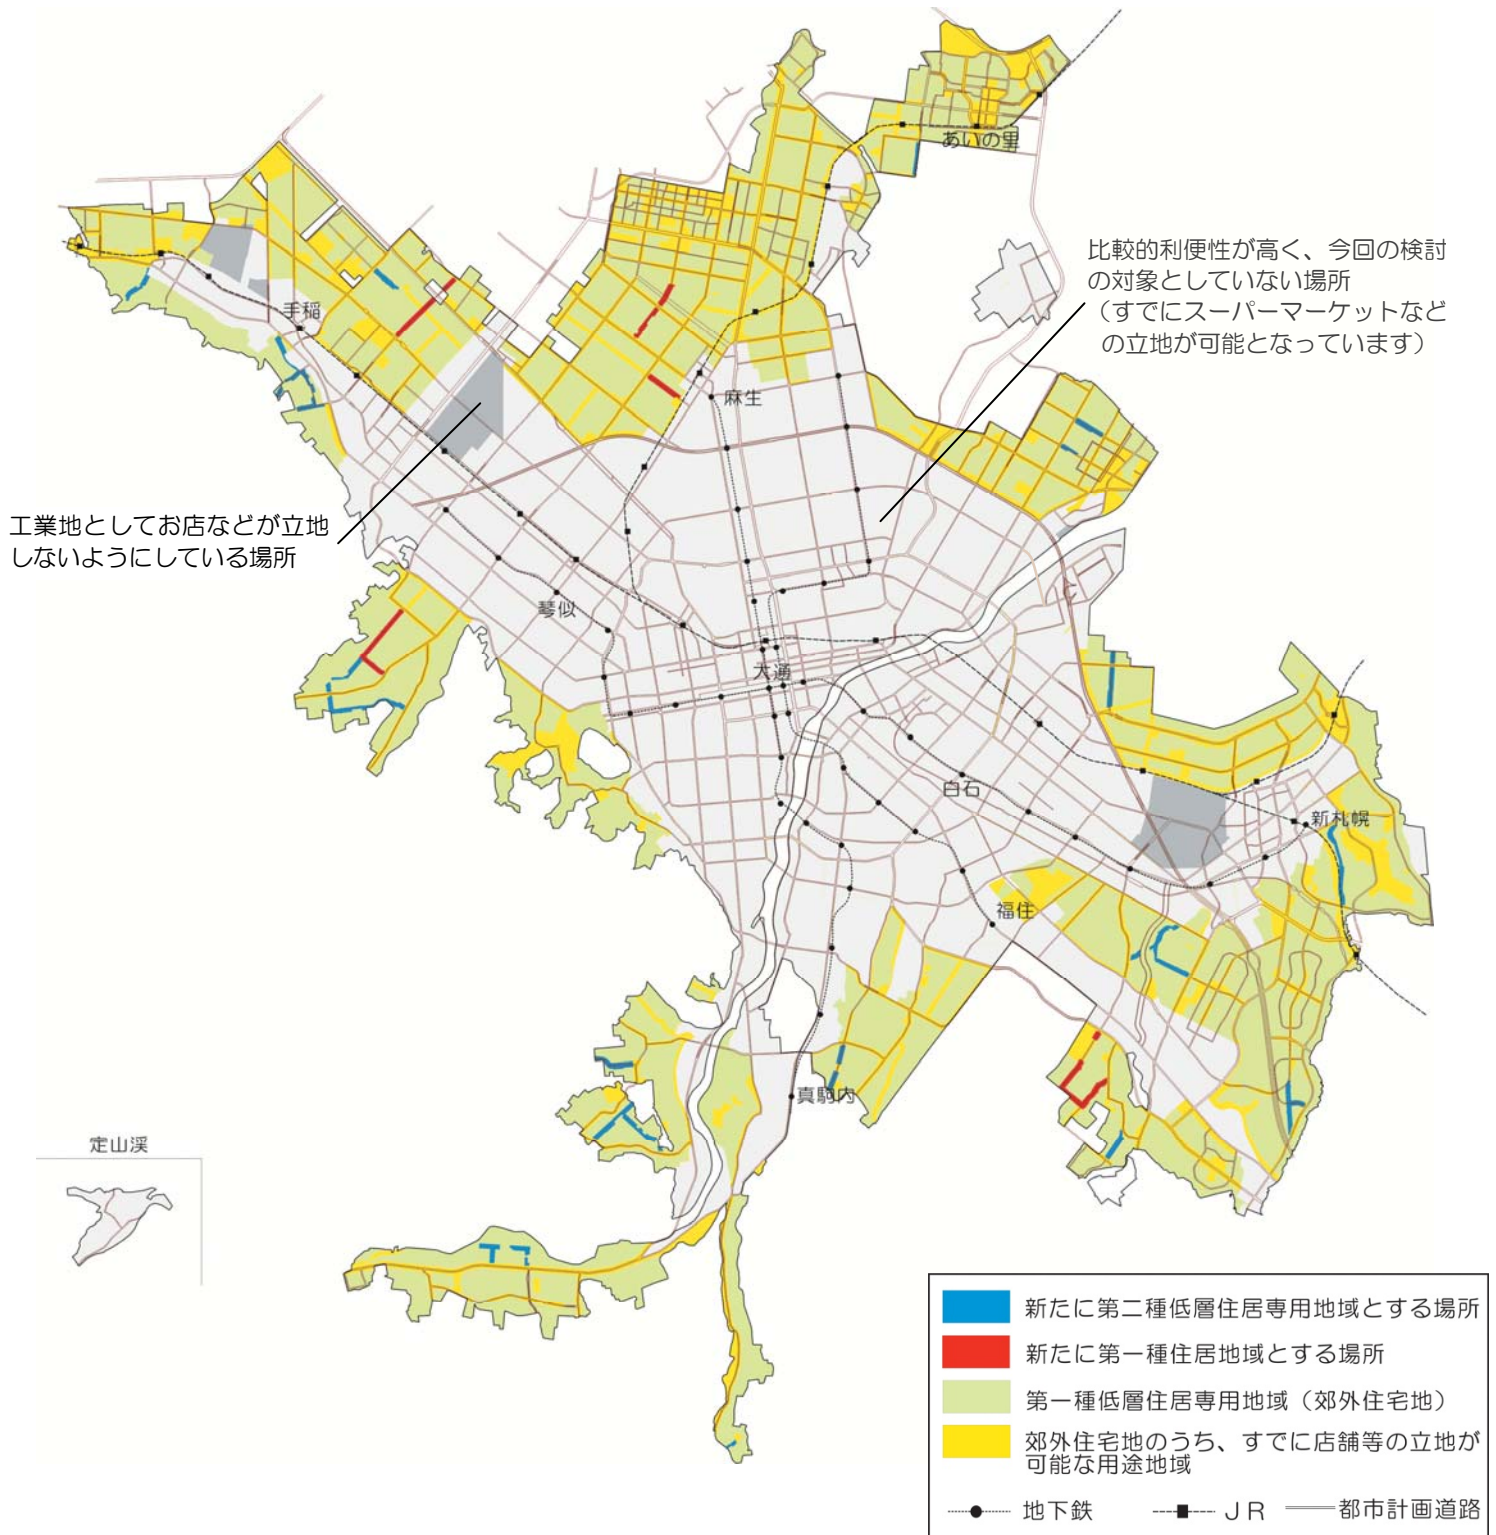 あいの里
比較的利便性が高く、今回の検討
の対象としていない場所
（すでにスーパーマーケットなど
の立地が可能となっています）
手稲
麻生
工業地としてお店などが立地
しないようにしている場所
琴似
大通
白石
新札幌
福住
真駒内
定山渓
新たに第二種低層住居専用地域とする場所
新たに第一種住居地域とする場所
第一種低層住居専用地域（郊外住宅地）
郊外住宅地のうち、すでに店舗等の立地が
可能な用途地域
地下鉄 ＪＲ 都市計画道路